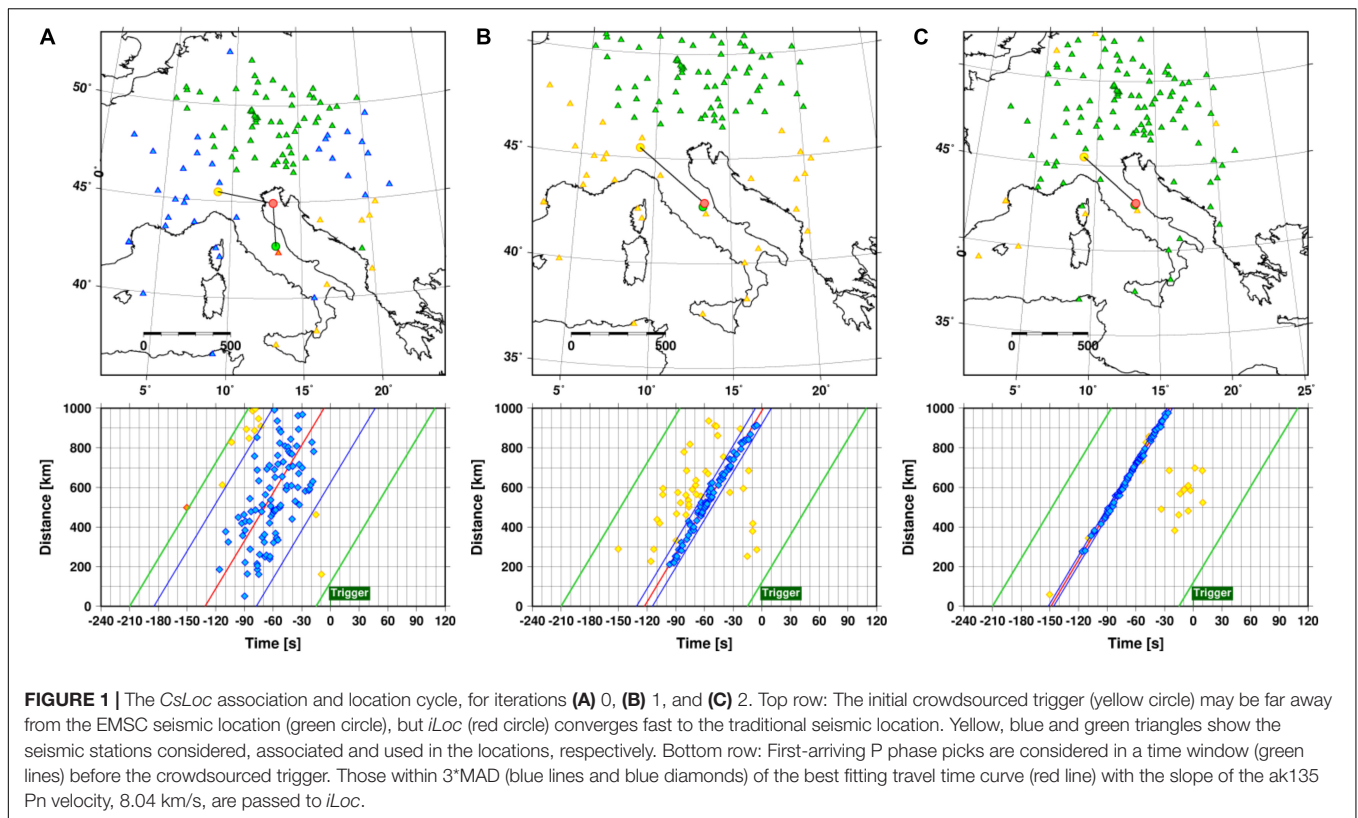 A
B
C
50°
45°
40°
0°
0
500
5°
10°
15°
20°
45°
40°
35°
0
500
5°
10°
15°
20°
45°
40°
35°
0
500
5°
10°
15°
20°
25°
Distance [km]
1000
800
600
400
200
0
Trigger
-240 -210 -180 -150 -120 -90 -60 -30 0 30 60 90 120
Time [s]
Distance [km]
1000
800
600
400
200
0
Trigger
-240 -210 -180 -150 -120 -90 -60 -30 0 30 60 90 120
Time [s]
Distance [km]
1000
800
600
400
200
0
Trigger
-240 -210 -180 -150 -120 -90 -60 -30 0 30 60 90 120
Time [s]
FIGURE 1 | The CsLoc association and location cycle, for iterations (A) 0, (B) 1, and (C) 2. Top row: The initial crowdsourced trigger (yellow circle) may be far away
from the EMSC seismic location (green circle), but iLoc (red circle) converges fast to the traditional seismic location. Yellow, blue and green triangles show the
seismic stations considered, associated and used in the locations, respectively. Bottom row: First-arriving P phase picks are considered in a time window (green
lines) before the crowdsourced trigger. Those within 3*MAD (blue lines and blue diamonds) of the best fitting travel time curve (red line) with the slope of the ak135
Pn velocity, 8.04 km/s, are passed to iLoc.